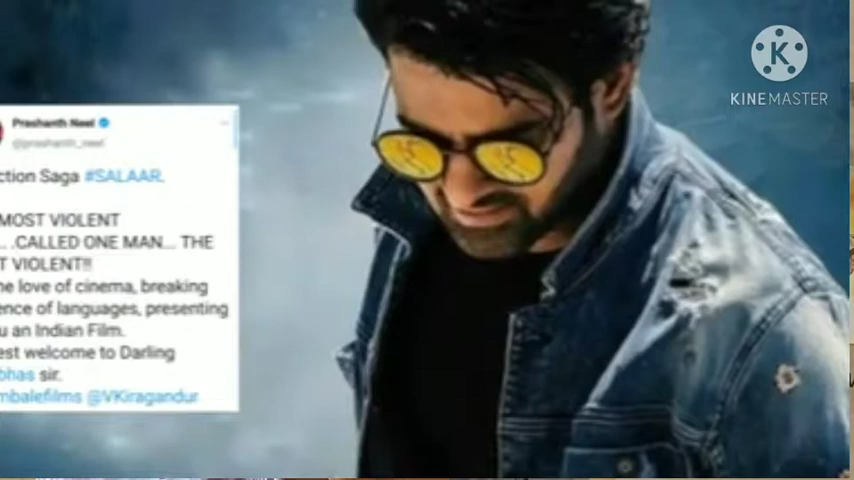 KINEMASTER
Prashanth Neel
@prashanth_neel
ction Saga #SALAAR.
MOST VIOLENT
.. .CALLED ONE MAN... THE
T VIOLENT!!
he love of cinema, breaking
ence of languages, presenting
u an Indian Film.
est welcome to Darling
bhas sir.
mbalefilms @VKiragandur